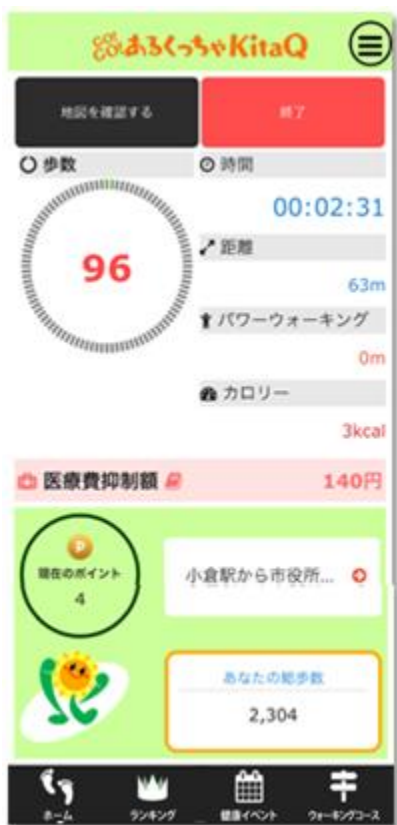 GO! GO! あるくっちゃKitaQ
地図を確認する
終了
歩数
時間
96
00:02:31
距離
63m
パワーウォーキング
0m
カロリー
3kcal
医療費抑制額
140円
P
現在のポイント
4
小倉駅から市役所...
あなたの総歩数
2,304
ホーム
ランキング
健康イベント
ウォーキングコース